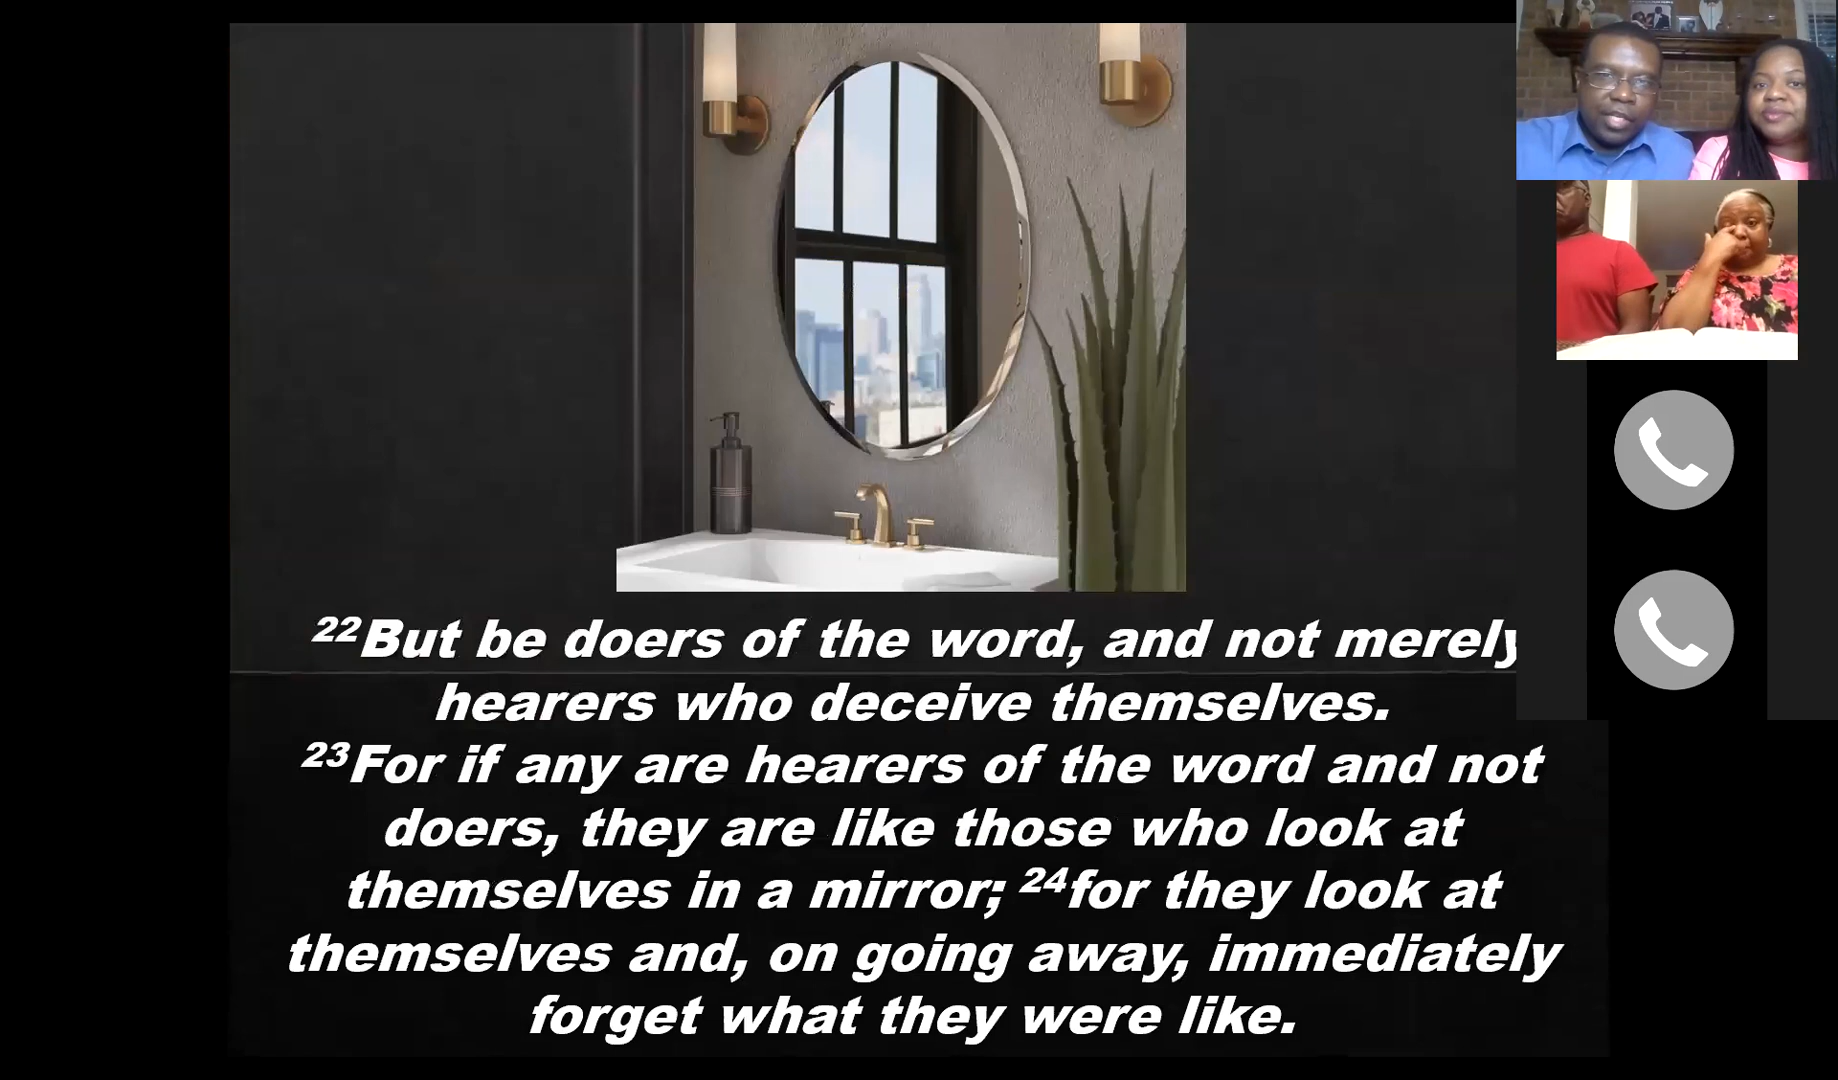 22But be doers of the word, and not merely
hearers who deceive themselves.
23For if any are hearers of the word and not
doers, they are like those who look at
themselves in a mirror; 24for they look at
themselves and, on going away, immediately
forget what they were like.